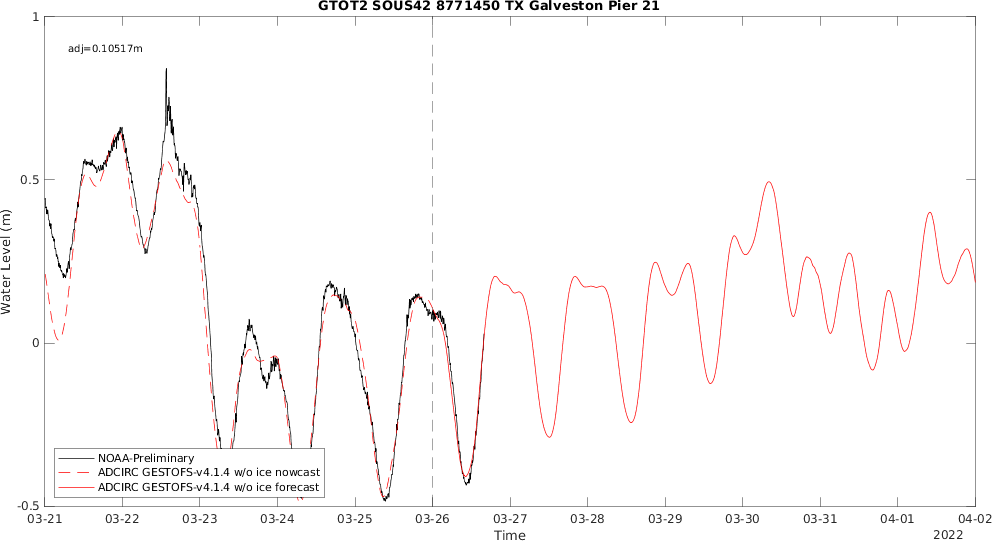 GTOT2 SOUS42 8771450 TX Galveston Pier 21
adj=0.10517m
1
0.5
0
-0.5
Water Level (m)
NOAA-Preliminary
ADCIRC GESTOFS-v4.1.4 w/o ice nowcast
ADCIRC GESTOFS-v4.1.4 w/o ice forecast
03-21 03-22 03-23 03-24 03-25 03-26 03-27 03-28 03-29 03-30 03-31 04-01 04-02
Time
2022